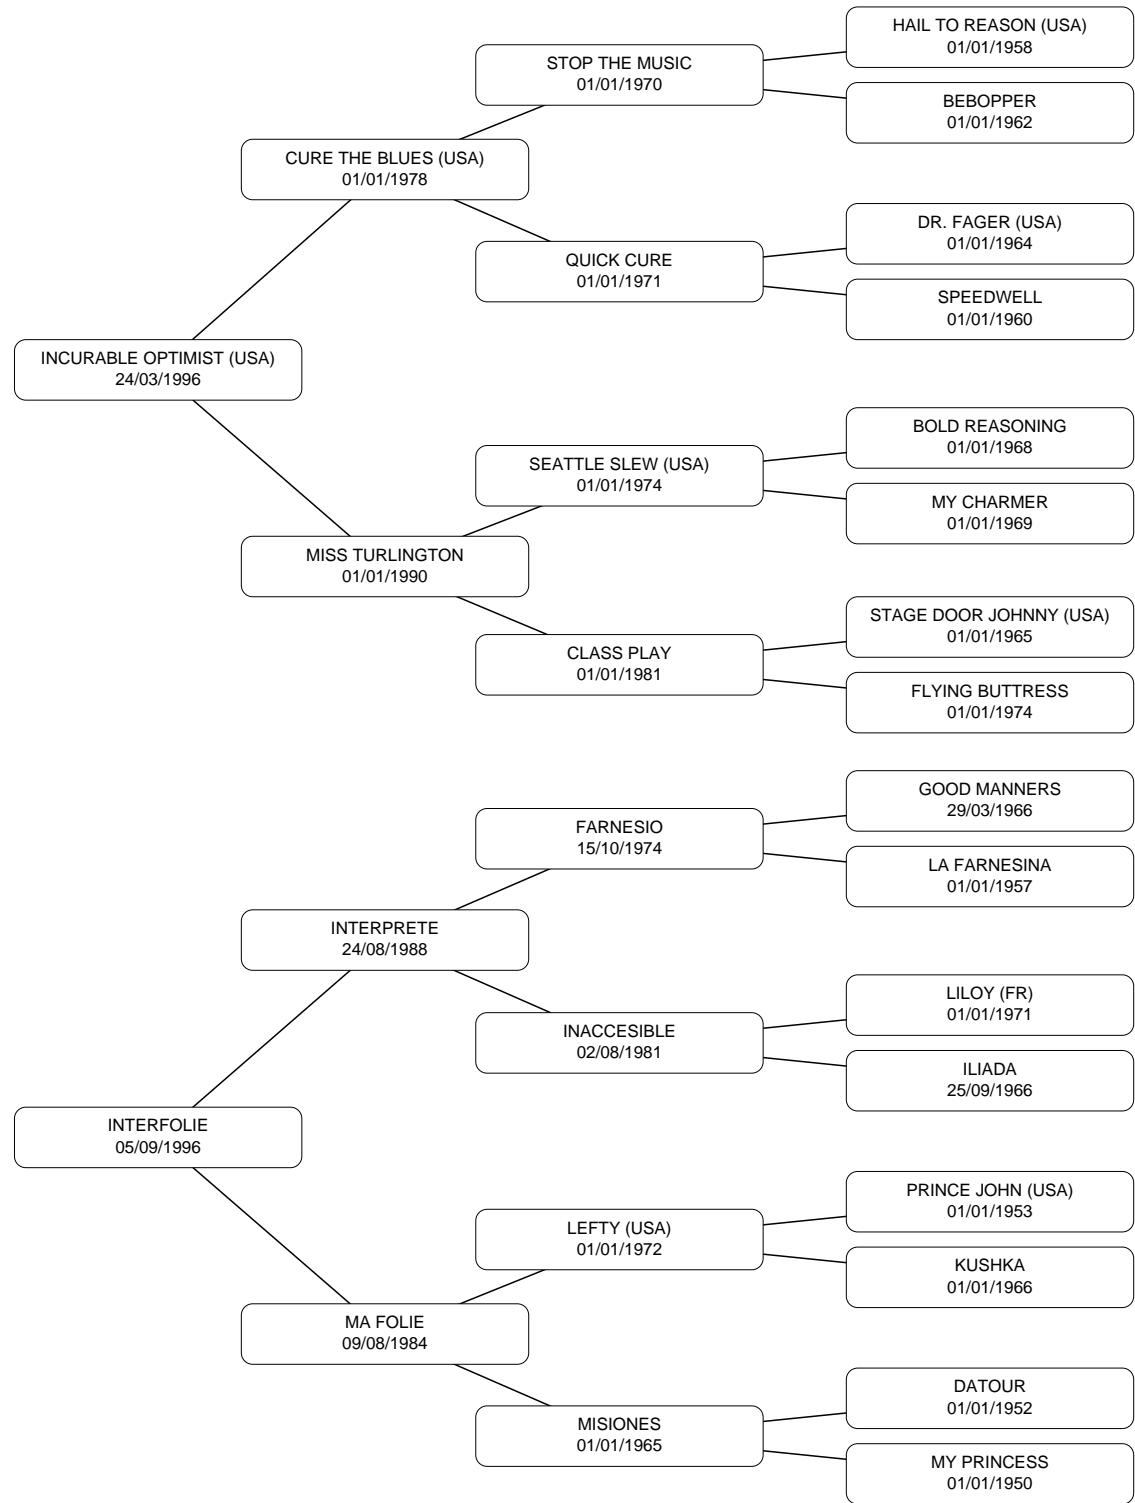 HAIL TO REASON (USA)
01/01/1958
STOP THE MUSIC
01/01/1970
BEBOPPER
01/01/1962
CURE THE BLUES (USA)
01/01/1978
DR. FAGER (USA)
01/01/1964
QUICK CURE
01/01/1971
SPEEDWELL
01/01/1960
INCURABLE OPTIMIST (USA)
24/03/1996
BOLD REASONING
01/01/1968
SEATTLE SLEW (USA)
01/01/1974
MY CHARMER
01/01/1969
MISS TURLINGTON
01/01/1990
STAGE DOOR JOHNNY (USA)
01/01/1965
CLASS PLAY
01/01/1981
FLYING BUTTRESS
01/01/1974
GOOD MANNERS
29/03/1966
FARNESIO
15/10/1974
LA FARNESINA
01/01/1957
INTERPRETE
24/08/1988
LILOY (FR)
01/01/1971
INACCESIBLE
02/08/1981
ILIADA
25/09/1966
INTERFOLIE
05/09/1996
PRINCE JOHN (USA)
01/01/1953
LEFTY (USA)
01/01/1972
KUSHKA
01/01/1966
MA FOLIE
09/08/1984
DATOUR
01/01/1952
MISIONES
01/01/1965
MY PRINCESS
01/01/1950